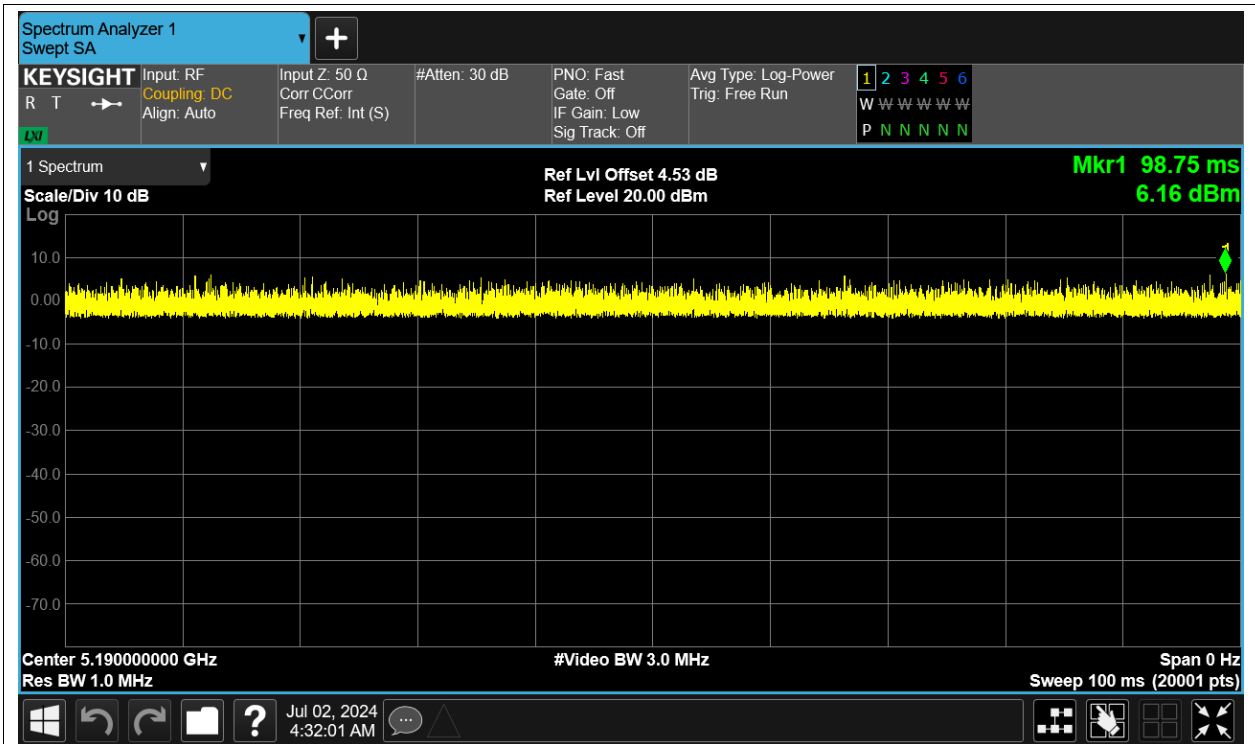 Spectrum Analyzer 1
Swept SA
KEYSIGHT
R T
LXI
Input: RF
Coupling: DC
Align: Auto
Input Z: 50 Ω
Corr CCorr
Freq Ref: Int (S)
#Atten: 30 dB
PNO: Fast
Gate: Off
IF Gain: Low
Sig Track: Off
Avg Type: Log-Power
Trig: Free Run
1 2 3 4 5 6
W W W W W W
P N N N N N
1 Spectrum
Scale/Div 10 dB
Ref Lvl Offset 4.53 dB
Ref Level 20.00 dBm
Mkr1 98.75 ms
6.16 dBm
Log
1
10.0
0.00
-10.0
-20.0
-30.0
-40.0
-50.0
-60.0
-70.0
Center 5.190000000 GHz
Res BW 1.0 MHz
#Video BW 3.0 MHz
Span 0 Hz
Sweep 100 ms (20001 pts)
?
Jul 02, 2024
4:32:01 AM